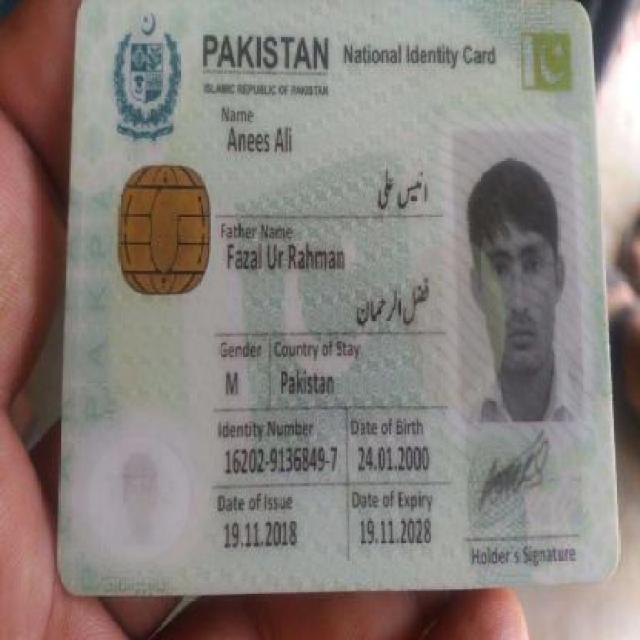 PAKISTAN National Identity Card
ISLAMIC REPUBLIC OF PAKISTAN
Name
Anees Ali
انیس علی
Father Name
Fazal Ur Rahman
فضل الرحمان
Gender Country of Stay
M Pakistan
Identity Number Date of Birth
16202-9136849-7 24.01.2000
Date of Issue Date of Expiry
19.11.2018 19.11.2028
Holder's Signature